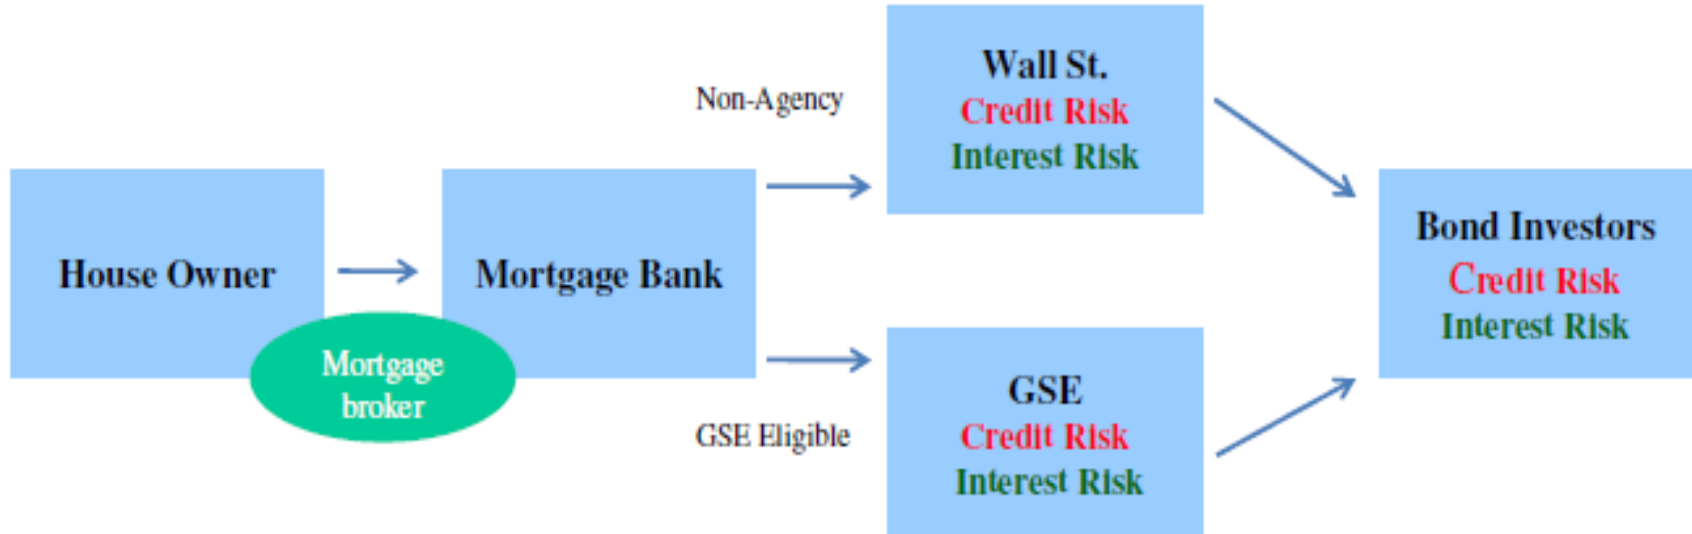 House Owner
Mortgage
broker
Mortgage Bank
Non-Agency
GSE Eligible
Wall St.
Credit Risk
Interest Risk
GSE
Credit Risk
Interest Risk
Bond Investors
Credit Risk
Interest Risk